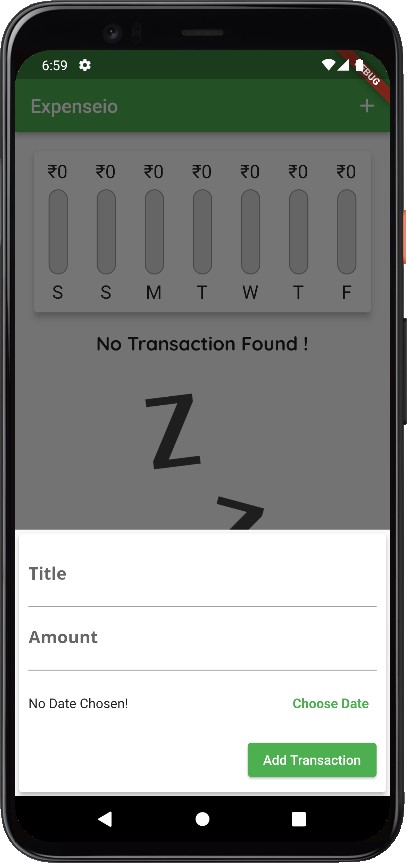 6:59
DEBUG
Expenseio +
₹0 ₹0 ₹0 ₹0 ₹0 ₹0 ₹0
S S M T W T F
No Transaction Found !
Z
Z
Title
Amount
No Date Chosen! Choose Date
Add Transaction